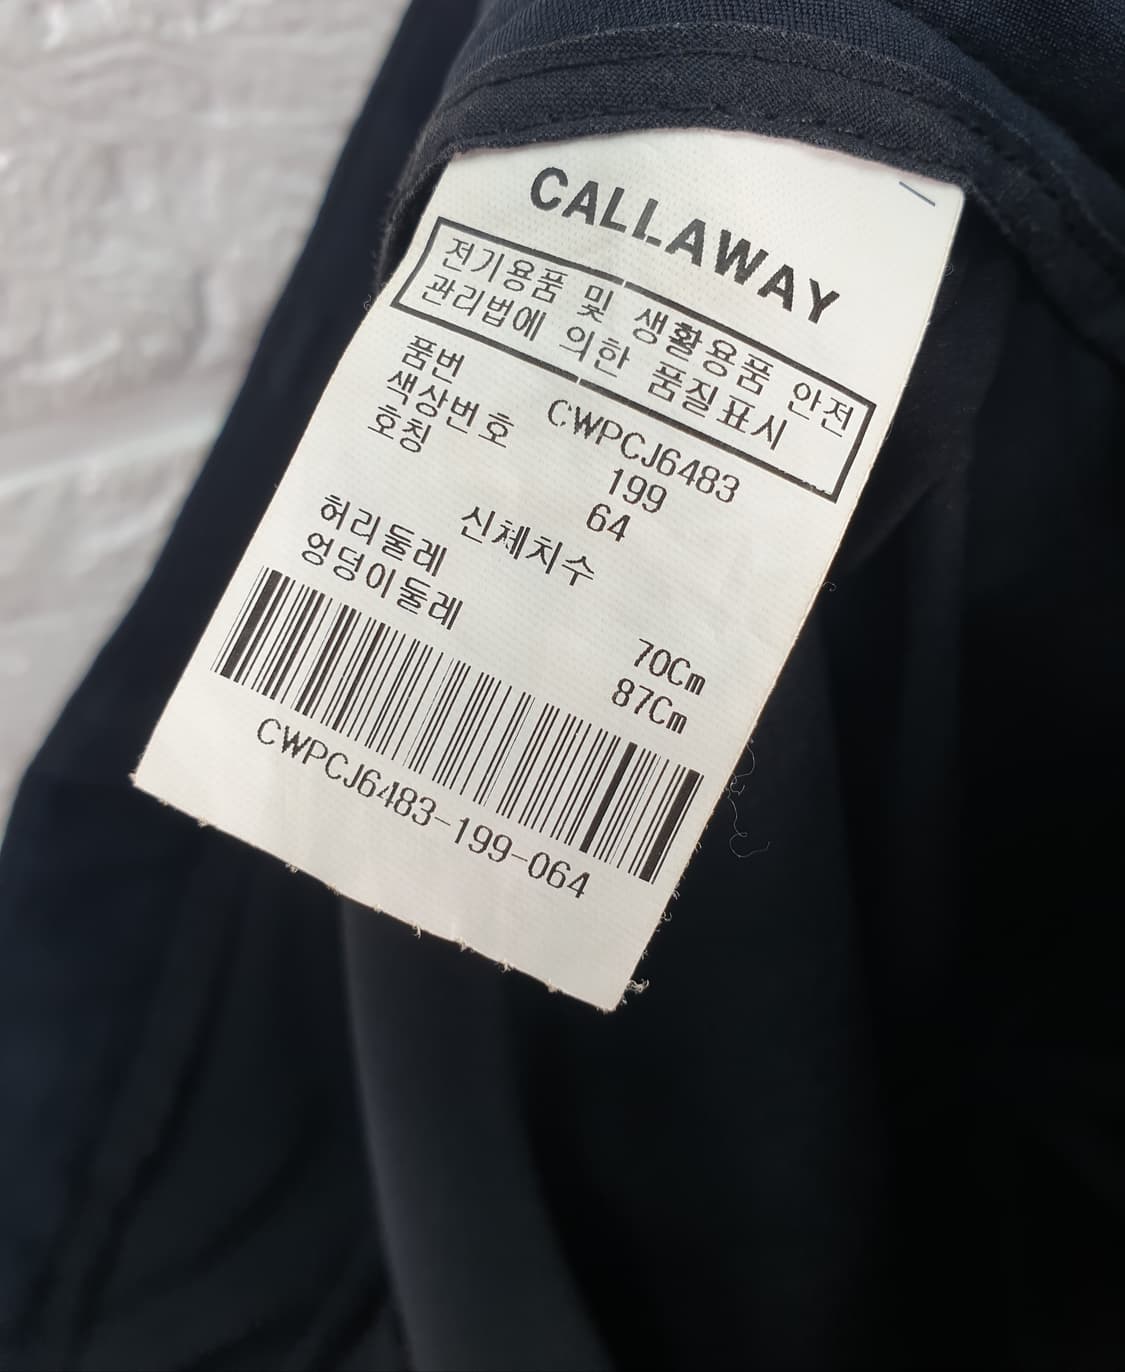 CALLAWAY
전기용품 및 생활용품 안전
관리법에 의한 품질표시
품번 CWPCJ6483
색상번호 199
호칭 64
신체치수
허리둘레 70Cm
엉덩이둘레 87Cm
CWPCJ6483-199-064